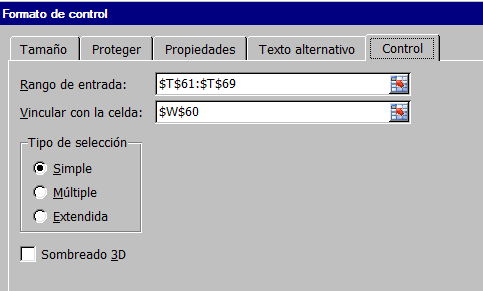 Formato de control
Tamaño Proteger Propiedades Texto alternativo Control
Rango de entrada: $T$61:$T$69
Vincular con la celda: $W$60
Tipo de selección
Simple
Múltiple
Extendida
Sombreado 3D